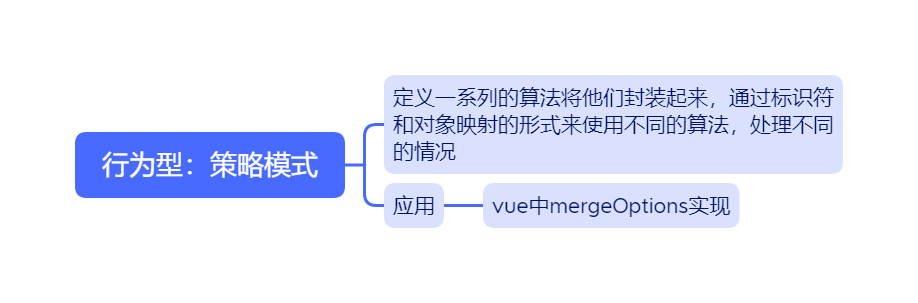 行为型：策略模式
定义一系列的算法将他们封装起来，通过标识符
和对象映射的形式来使用不同的算法，处理不同
的情况
应用
vue中mergeOptions实现